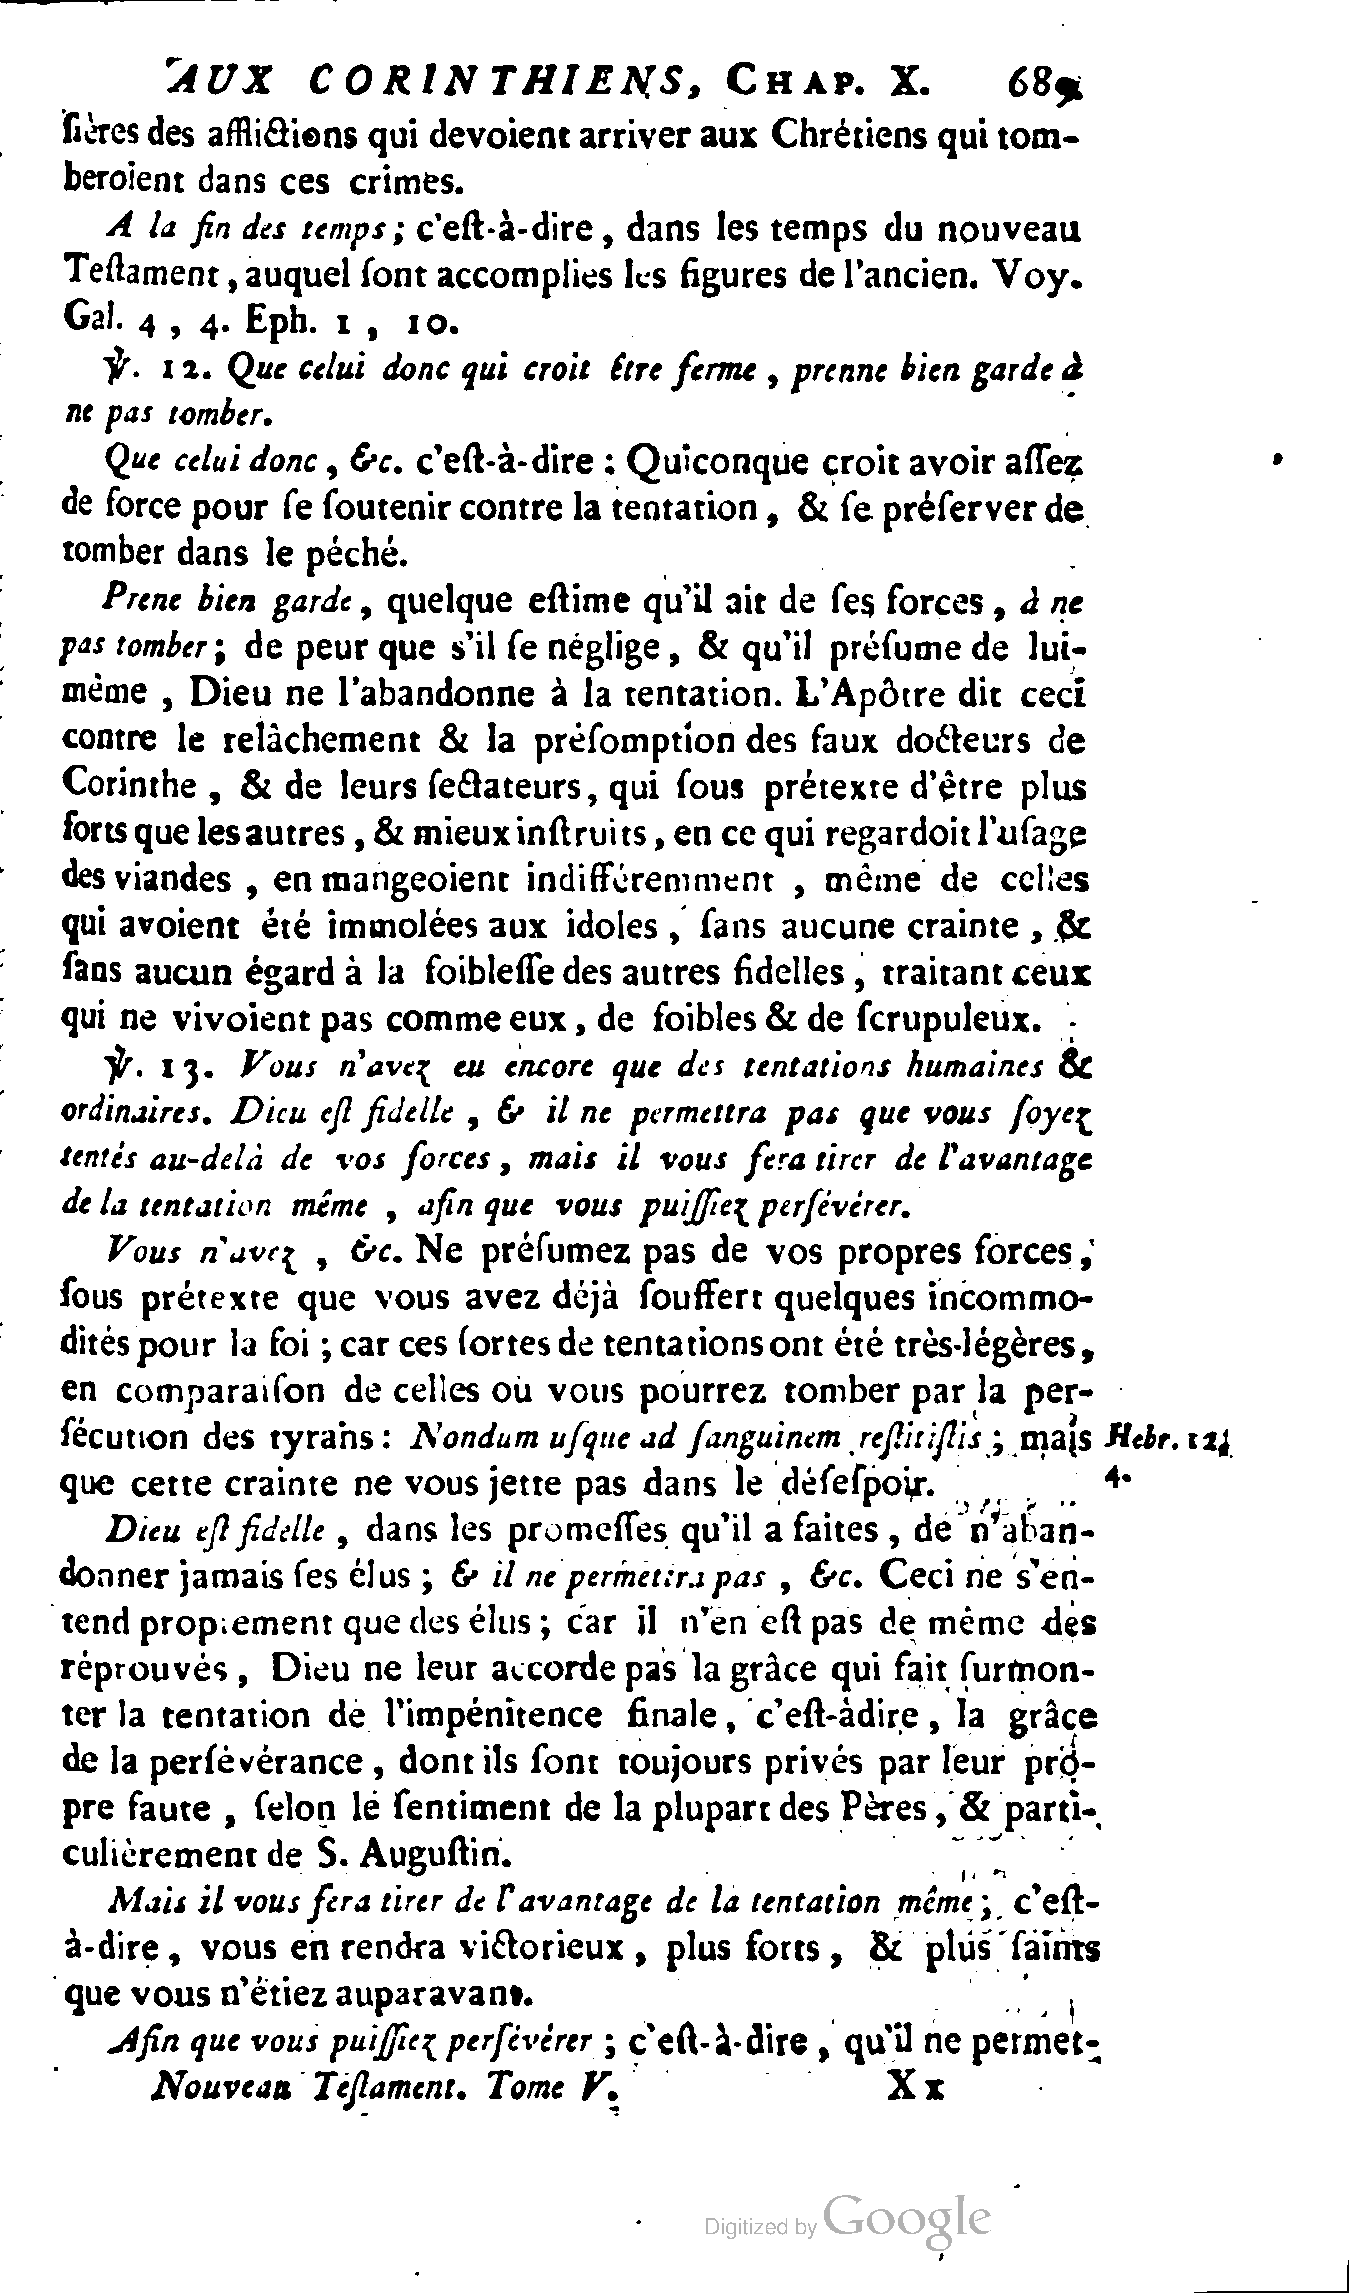 AUX CORINTHIENS, CHAP. X. 689
ſières des afflictions qui devoient arriver aux Chrétiens qui tom-
beroient dans ces crimes.
A la fin des temps; c'eſt-à-dire, dans les temps du nouveau
Teſtament, auquel ſont accomplies les figures de l'ancien. Voy.
Gal. 4, 4. Eph. 1, 10.
℣. 12. Que celui donc qui croit être ferme, prenne bien garde à
ne pas tomber.
Que celui donc, &c. c'eſt-à-dire: Quiconque croit avoir aſſez
de force pour ſe ſoutenir contre la tentation, & ſe préſerver de
tomber dans le péché.
Prene bien garde, quelque eſtime qu'il ait de ſes forces, à ne
pas tomber; de peur que s'il ſe néglige, & qu'il préſume de lui-
même, Dieu ne l'abandonne à la tentation. L'Apôtre dit ceci
contre le relâchement & la préſomption des faux docteurs de
Corinthe, & de leurs ſectateurs, qui ſous prétexte d'être plus
forts que les autres, & mieux inſtruits, en ce qui regardoit l'uſage
des viandes, en mangeoient indifféremment, même de celles
qui avoient été immolées aux idoles, ſans aucune crainte, &
ſans aucun égard à la foibleſſe des autres fidelles, traitant ceux
qui ne vivoient pas comme eux, de foibles & de ſcrupuleux.
℣. 13. Vous n'avez eu encore que des tentations humaines &
ordinaires. Dieu eſt fidelle, & il ne permettra pas que vous ſoyez
tentés au-delà de vos forces, mais il vous fera tirer de l'avantage
de la tentation même, afin que vous puiſſiez perſévérer.
Vous n'avez, &c. Ne préſumez pas de vos propres forces,
ſous prétexte que vous avez déjà ſouffert quelques incommo-
dités pour la foi; car ces ſortes de tentations ont été très-légères,
en comparaiſon de celles où vous pourrez tomber par la per-
ſécution des tyrans: Nondum uſque ad ſanguinem reſtitiſtis; mais Hebr. 12,
que cette crainte ne vous jette pas dans le déſeſpoir. 4.
Dieu eſt fidelle, dans les promeſſes qu'il a faites, de n'aban-
donner jamais ſes élus; & il ne permettra pas, &c. Ceci ne s'en-
tend proprement que des élus; car il n'en eſt pas de même des
réprouvés, Dieu ne leur accorde pas la grâce qui fait ſurmon-
ter la tentation de l'impénitence finale, c'eſt-àdire, la grâce
de la perſévérance, dont ils ſont toujours privés par leur pro-
pre faute, ſelon le ſentiment de la plupart des Pères, & parti-
culièrement de S. Auguſtin.
Mais il vous fera tirer de l'avantage de la tentation même; c'eſt-
à-dire, vous en rendra victorieux, plus forts, & plus ſaints
que vous n'étiez auparavant.
Afin que vous puiſſiez perſévérer; c'eſt-à-dire, qu'il ne permet-
Nouveau Teſtament. Tome V. Xx
Digitized by Google